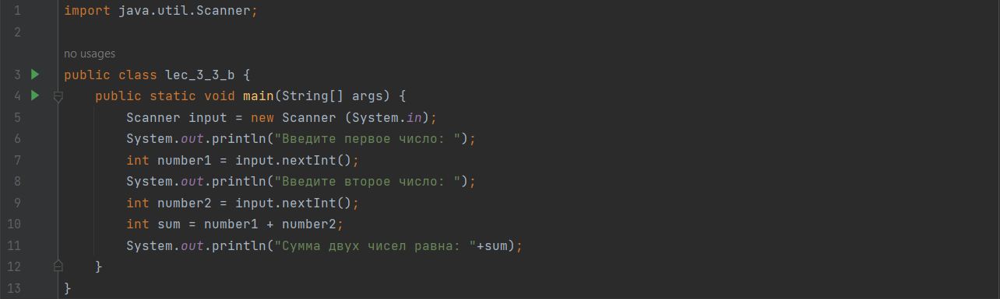 1 import java.util.Scanner;
2
no usages
3 public class lec_3_3_b {
4 public static void main(String[] args) {
5 Scanner input = new Scanner (System.in);
6 System.out.println("Введите первое число: ");
7 int number1 = input.nextInt();
8 System.out.println("Введите второе число: ");
9 int number2 = input.nextInt();
10 int sum = number1 + number2;
11 System.out.println("Сумма двух чисел равна: "+sum);
12 }
13 }